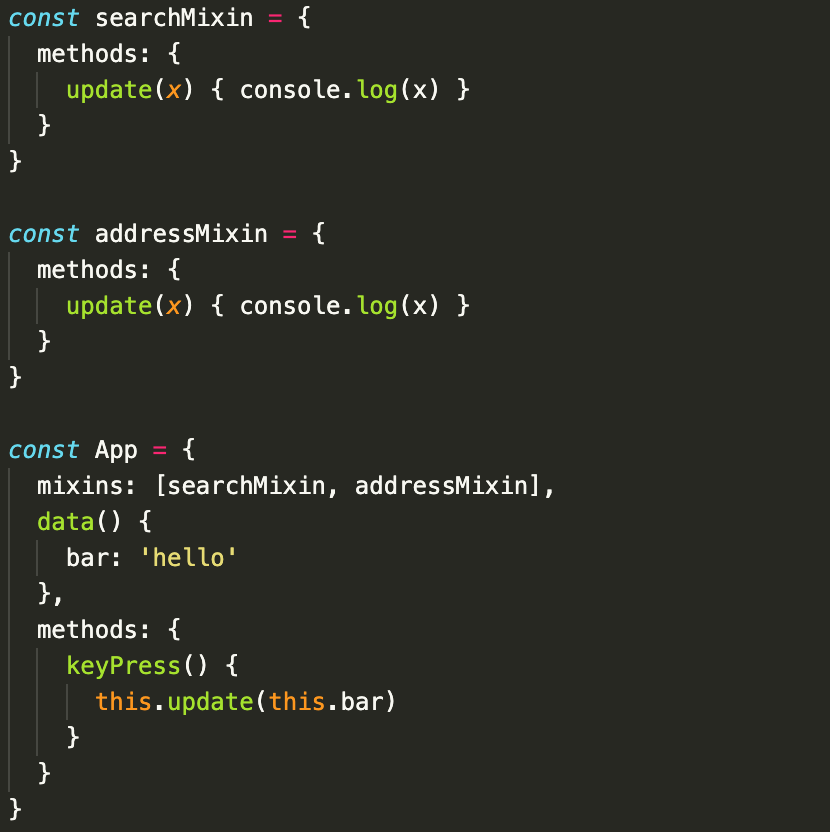 const searchMixin = {
  methods: {
    update(x) { console.log(x) }
  }
}

const addressMixin = {
  methods: {
    update(x) { console.log(x) }
  }
}

const App = {
  mixins: [searchMixin, addressMixin],
  data() {
    bar: 'hello'
  },
  methods: {
    keyPress() {
      this.update(this.bar)
    }
  }
}